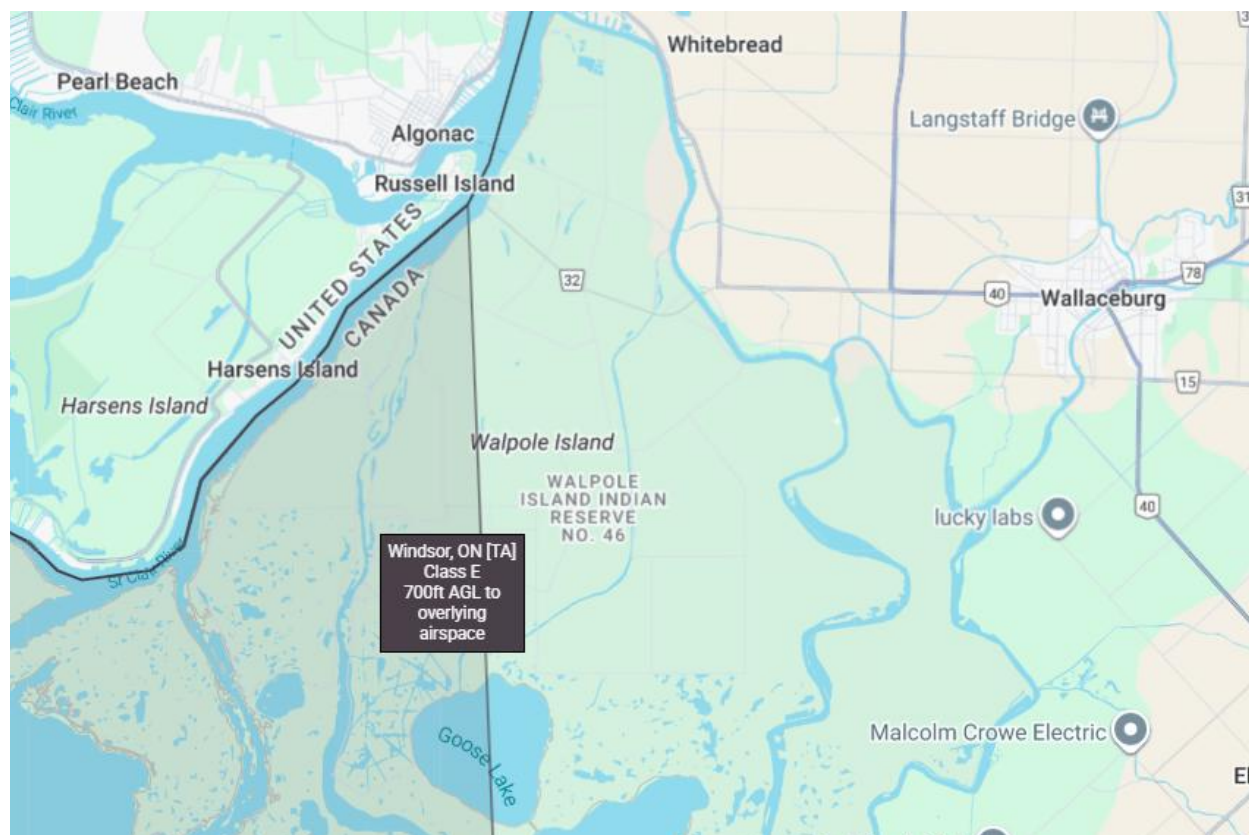 Whitebread
3
Pearl Beach
Clair River
Langstaff Bridge
Algonac
Russell Island
31
UNITED STATES
CANADA
32
78
40
Wallaceburg
Harsens Island
15
Harsens Island
Walpole Island
WALPOLE
ISLAND INDIAN
RESERVE
NO. 46
40
lucky labs
Windsor, ON [TA]
Class E
700ft AGL to
overlying
airspace
St Clair River
Malcolm Crowe Electric
Goose Lake
El